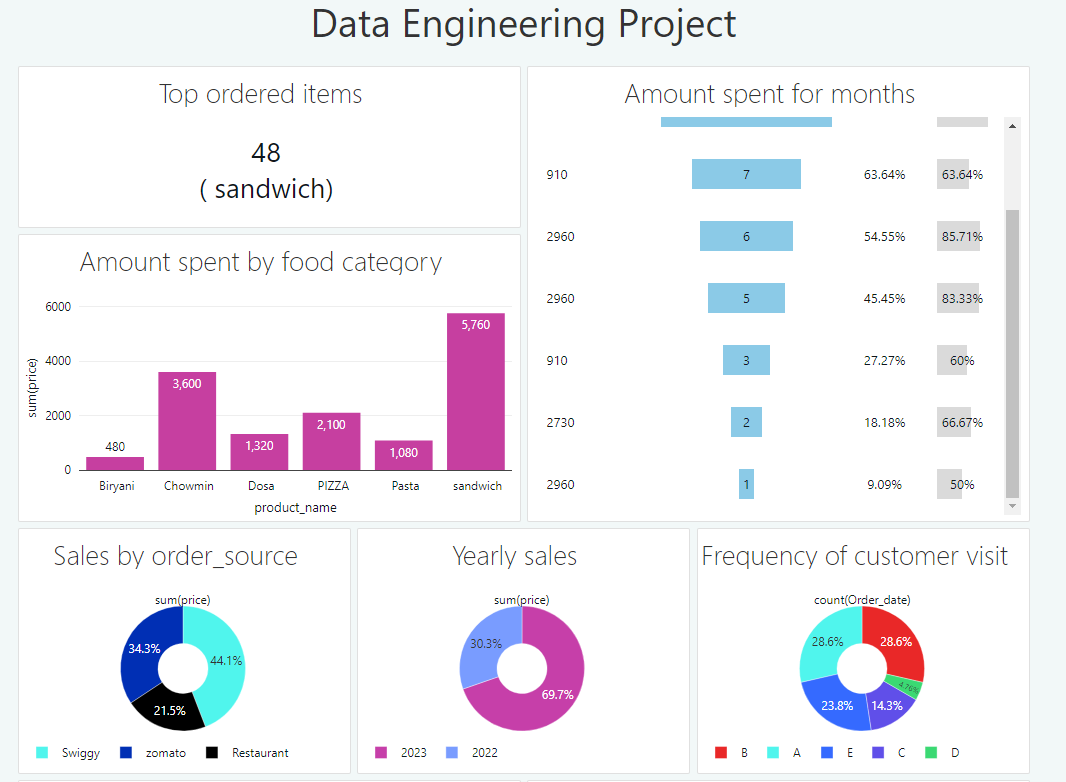 Data Engineering Project
Top ordered items
48
( sandwich)
Amount spent for months
910 7 63.64% 63.64%
2960 6 54.55% 85.71%
2960 5 45.45% 83.33%
910 3 27.27% 60%
2730 2 18.18% 66.67%
2960 1 9.09% 50%
Amount spent by food category
sum(price)
6000
4000
2000
0
480
3,600
1,320
2,100
1,080
5,760
Biryani Chowmin Dosa PIZZA Pasta sandwich
product_name
Sales by order_source
sum(price)
34.3%
44.1%
21.5%
Swiggy zomato Restaurant
Yearly sales
sum(price)
30.3%
69.7%
2023 2022
Frequency of customer visit
count(Order_date)
28.6% 28.6%
4.76%
23.8% 14.3%
B A E C D